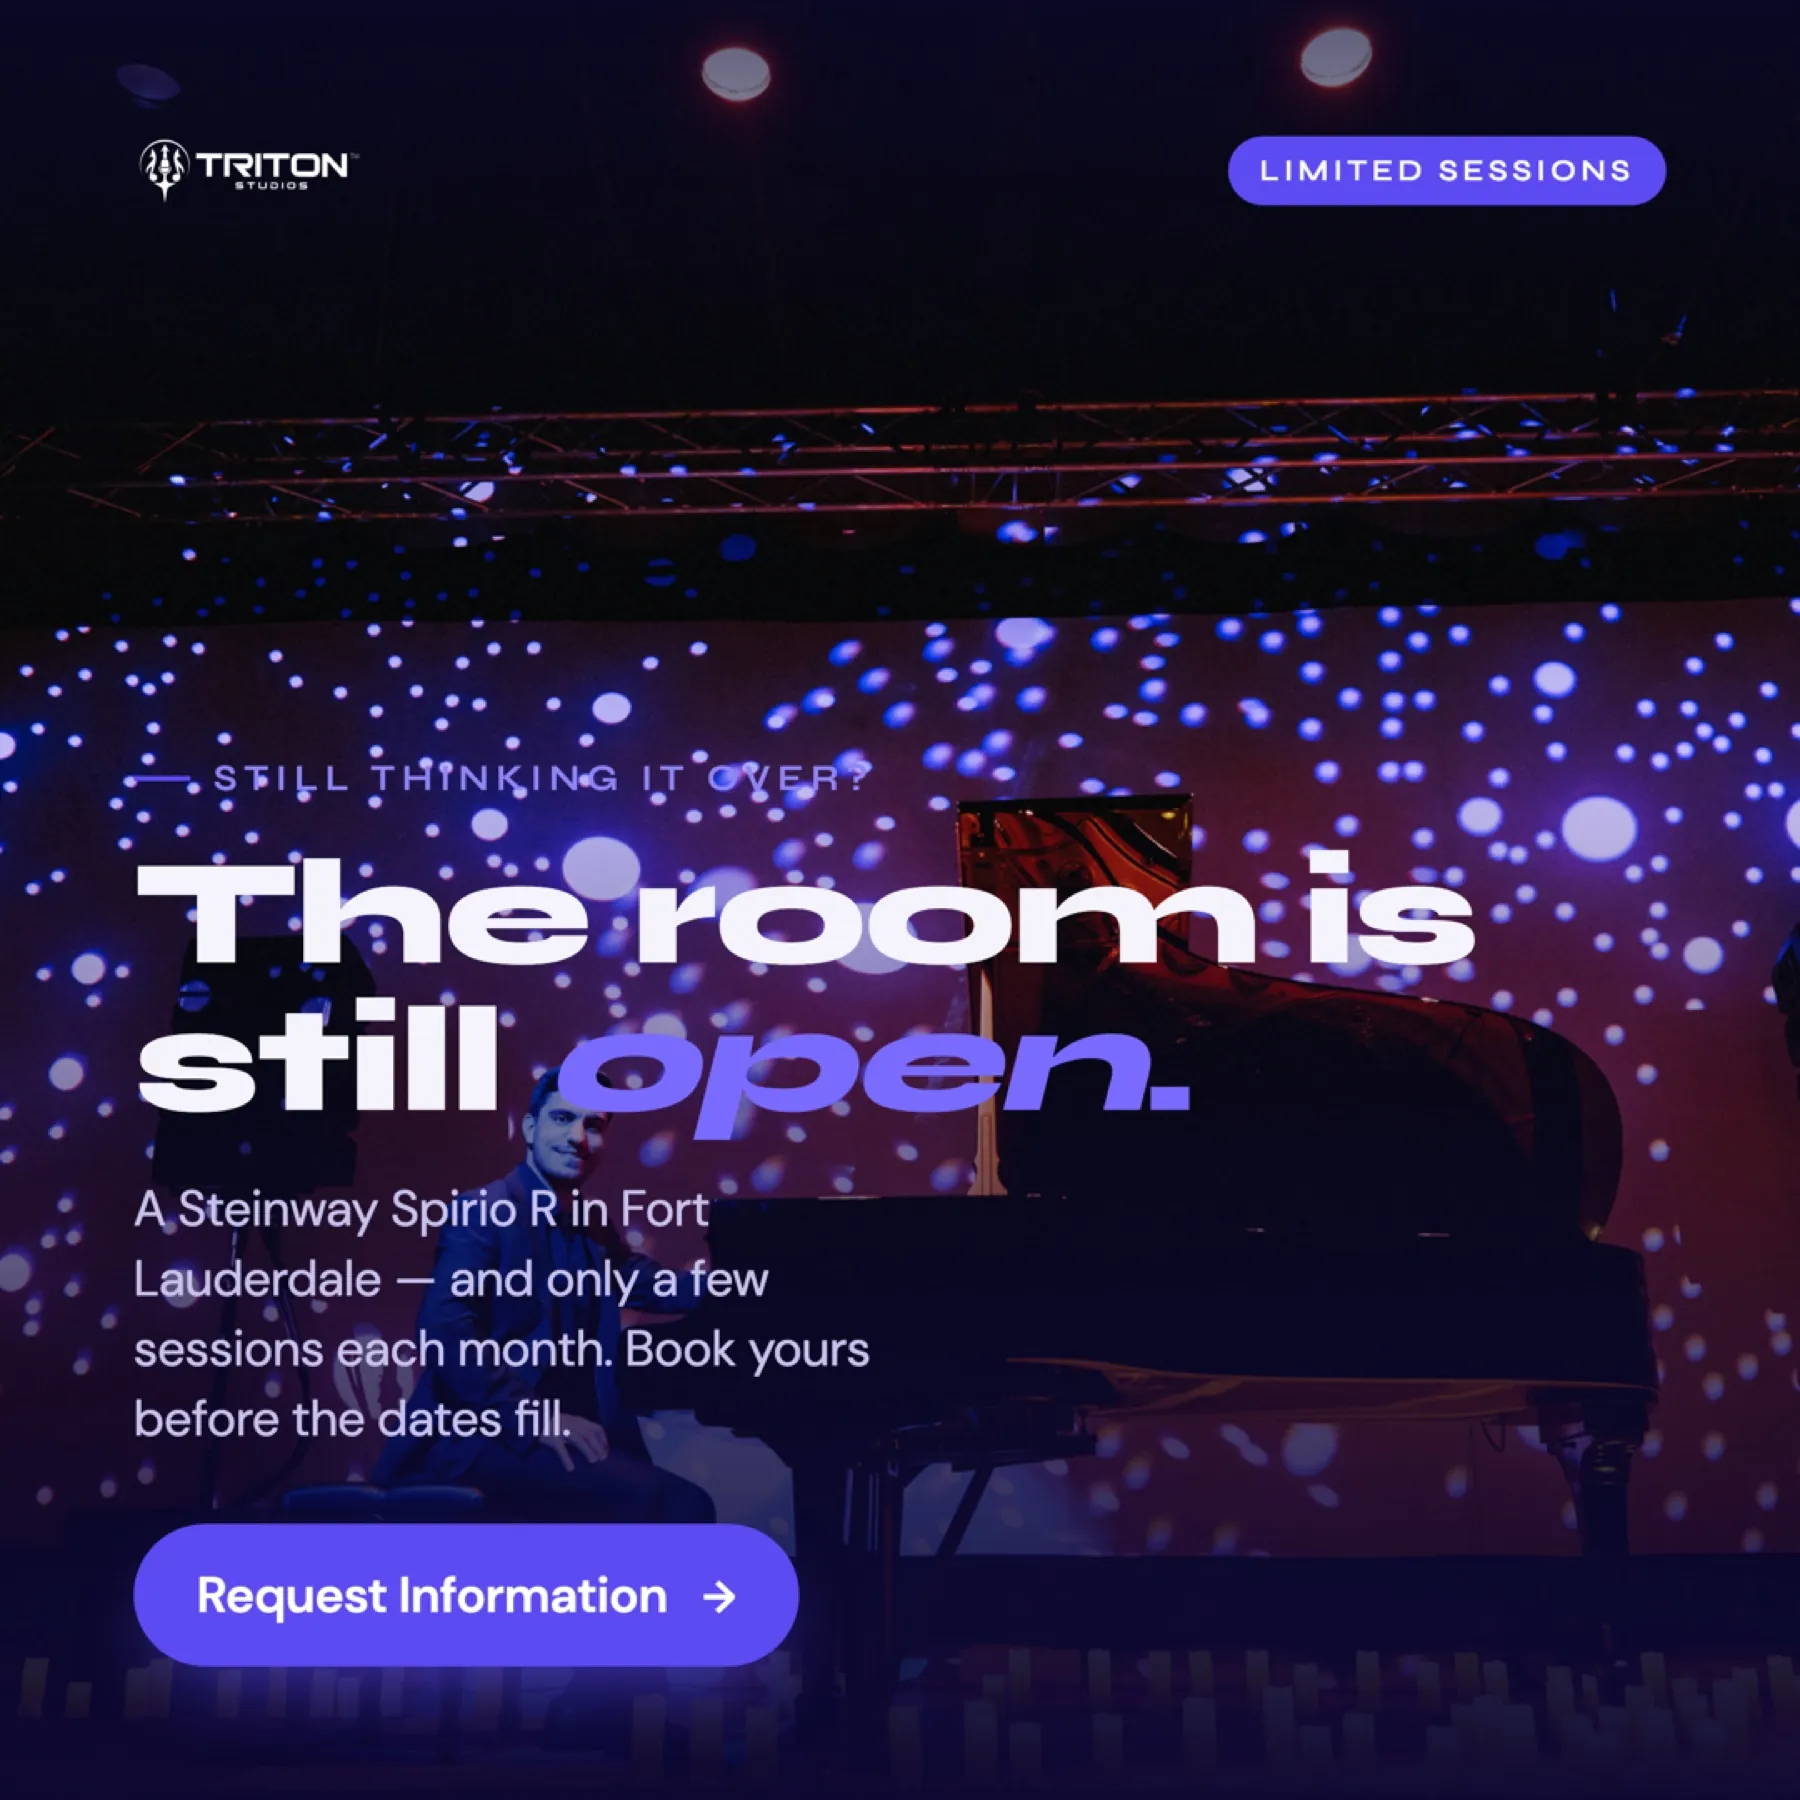 TRITON™
STUDIOS
LIMITED SESSIONS
— STILL THINKING IT OVER?
The room is
still open.
A Steinway Spirio R in Fort
Lauderdale — and only a few
sessions each month. Book yours
before the dates fill.
Request Information →